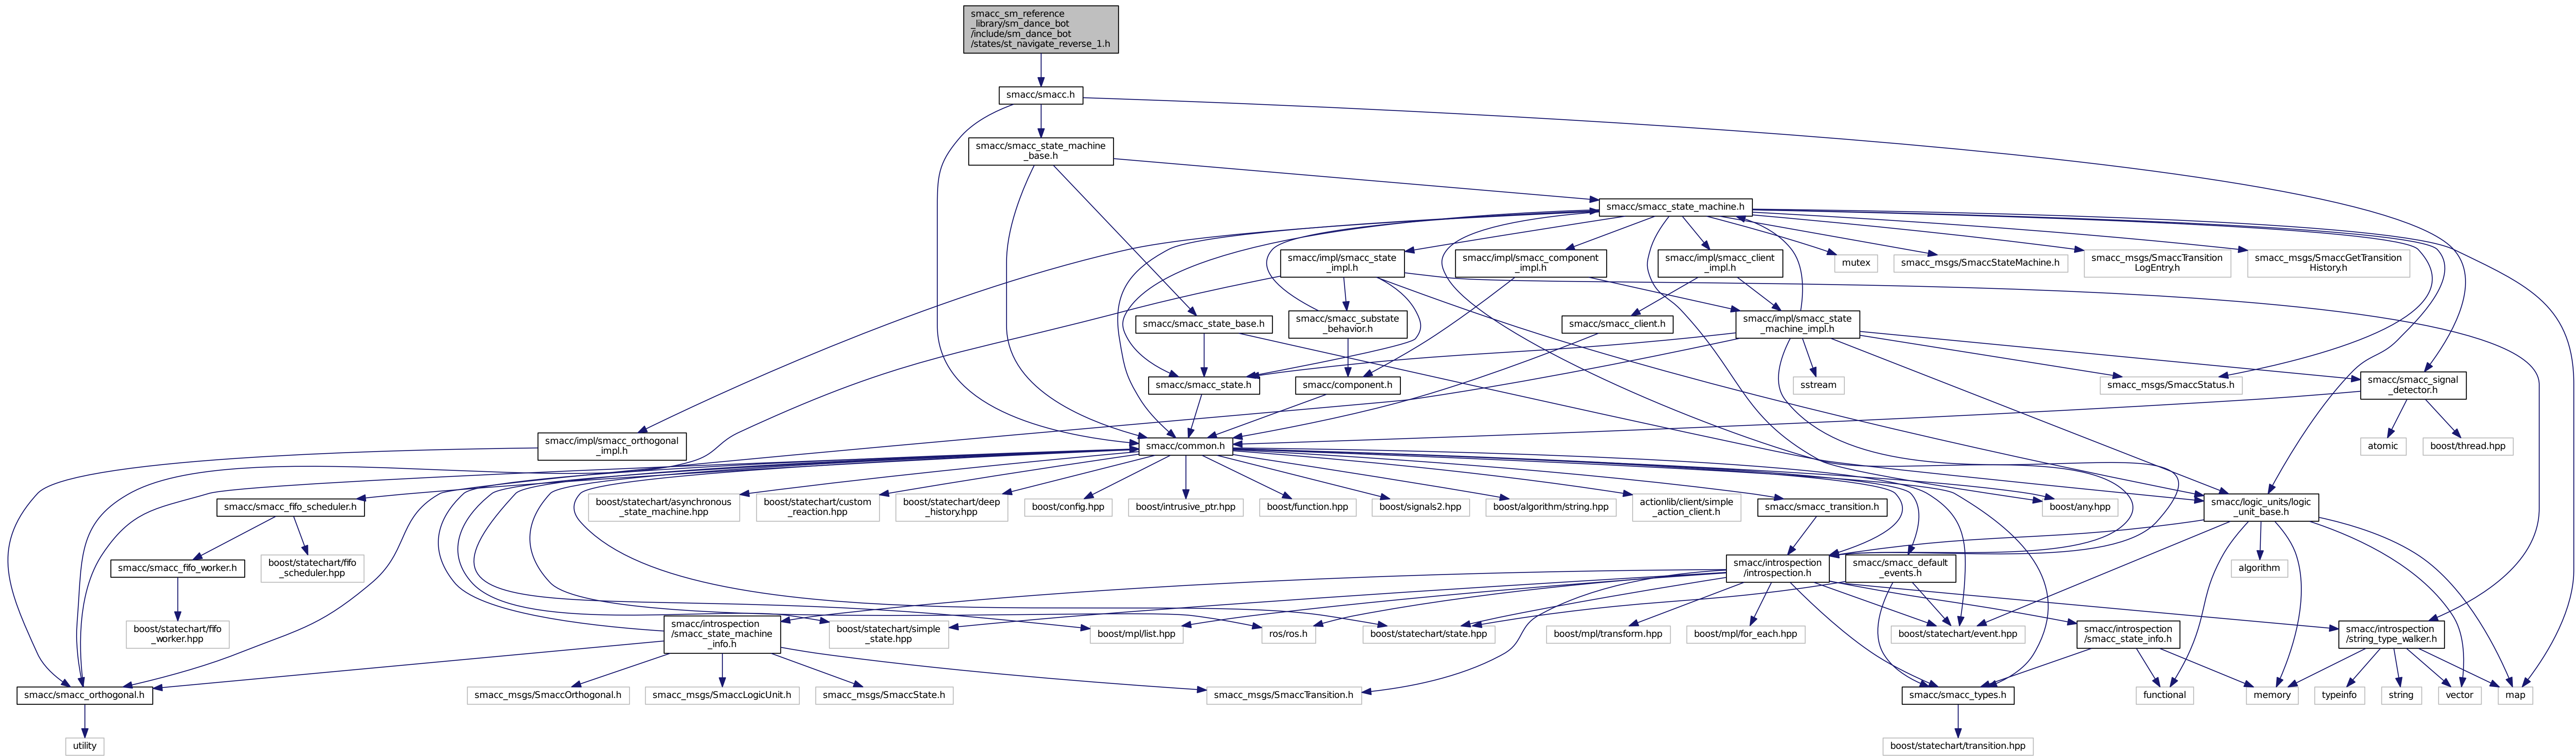 smacc_sm_reference
_library/sm_dance_bot
/include/sm_dance_bot
/states/st_navigate_reverse_1.h
smacc/smacc.h
smacc/smacc_state_machine
_base.h
smacc/smacc_state_machine.h
smacc/impl/smacc_state
_impl.h
smacc/impl/smacc_component
_impl.h
smacc/impl/smacc_client
_impl.h
mutex
smacc_msgs/SmaccStateMachine.h
smacc_msgs/SmaccTransition
LogEntry.h
smacc_msgs/SmaccGetTransition
History.h
smacc/smacc_state_base.h
smacc/smacc_substate
_behavior.h
smacc/smacc_client.h
smacc/impl/smacc_state
_machine_impl.h
smacc/smacc_state.h
smacc/component.h
sstream
smacc_msgs/SmaccStatus.h
smacc/smacc_signal
_detector.h
smacc/impl/smacc_orthogonal
_impl.h
smacc/common.h
atomic
boost/thread.hpp
smacc/smacc_fifo_scheduler.h
boost/statechart/asynchronous
_state_machine.hpp
boost/statechart/custom
_reaction.hpp
boost/statechart/deep
_history.hpp
boost/config.hpp
boost/intrusive_ptr.hpp
boost/function.hpp
boost/signals2.hpp
boost/algorithm/string.hpp
actionlib/client/simple
_action_client.h
smacc/smacc_transition.h
boost/any.hpp
smacc/logic_units/logic
_unit_base.h
smacc/smacc_fifo_worker.h
boost/statechart/fifo
_scheduler.hpp
smacc/introspection
/introspection.h
smacc/smacc_default
_events.h
algorithm
boost/statechart/fifo
_worker.hpp
smacc/introspection
/smacc_state_machine
_info.h
boost/statechart/simple
_state.hpp
boost/mpl/list.hpp
ros/ros.h
boost/statechart/state.hpp
boost/mpl/transform.hpp
boost/mpl/for_each.hpp
boost/statechart/event.hpp
smacc/introspection
/smacc_state_info.h
smacc/introspection
/string_type_walker.h
smacc/smacc_orthogonal.h
smacc_msgs/SmaccOrthogonal.h
smacc_msgs/SmaccLogicUnit.h
smacc_msgs/SmaccState.h
smacc_msgs/SmaccTransition.h
smacc/smacc_types.h
functional
memory
typeinfo
string
vector
map
utility
boost/statechart/transition.hpp